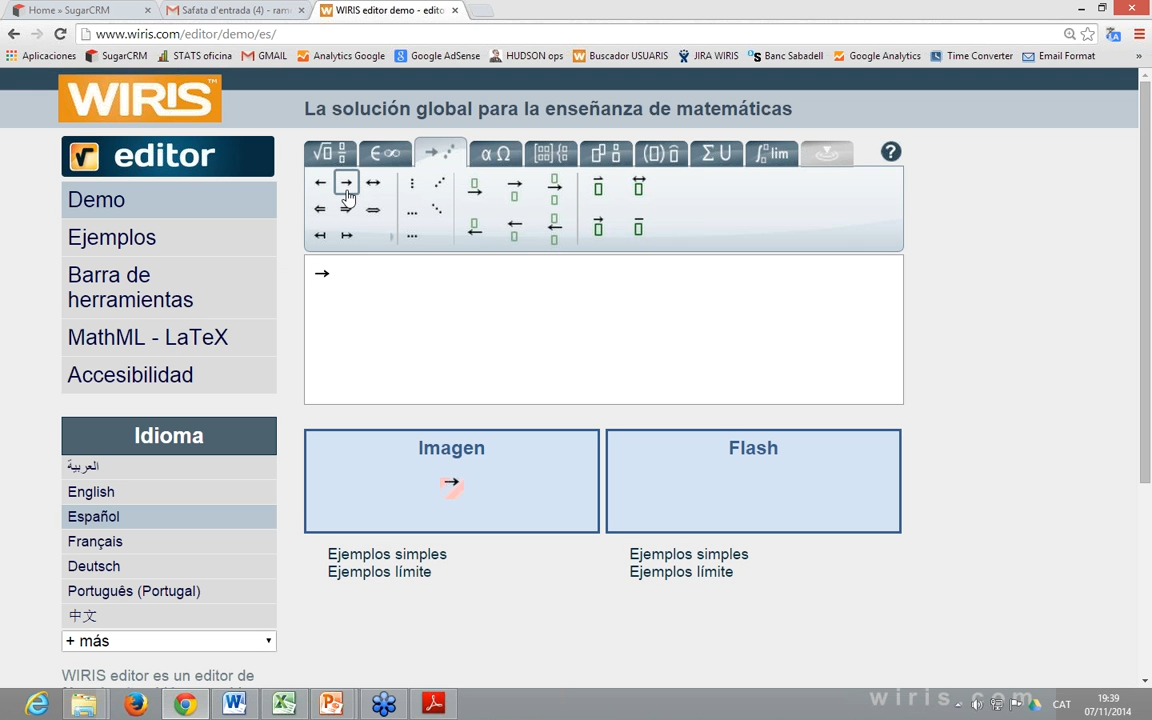 Home » SugarCRM
Safata d'entrada (4) - ram
WIRIS editor demo - edito
www.wiris.com/editor/demo/es/
Aplicaciones
SugarCRM
STATS oficina
GMAIL
Analytics Google
Google AdSense
HUDSON ops
Buscador USUARIS
JIRA WIRIS
Banc Sabadell
Google Analytics
Time Converter
Email Format
»
WIRIS™
La solución global para la enseñanza de matemáticas
editor
Demo
Ejemplos
Barra de
herramientas
MathML - LaTeX
Accesibilidad
∈∞
αΩ
ΣU
lim
?
→
Imagen
→
Flash
Ejemplos simples
Ejemplos límite
Ejemplos simples
Ejemplos límite
Idioma
العربية
English
Español
Français
Deutsch
Português (Portugal)
中文
+ más
WIRIS editor es un editor de
wiris.com
CAT
19:39
07/11/2014